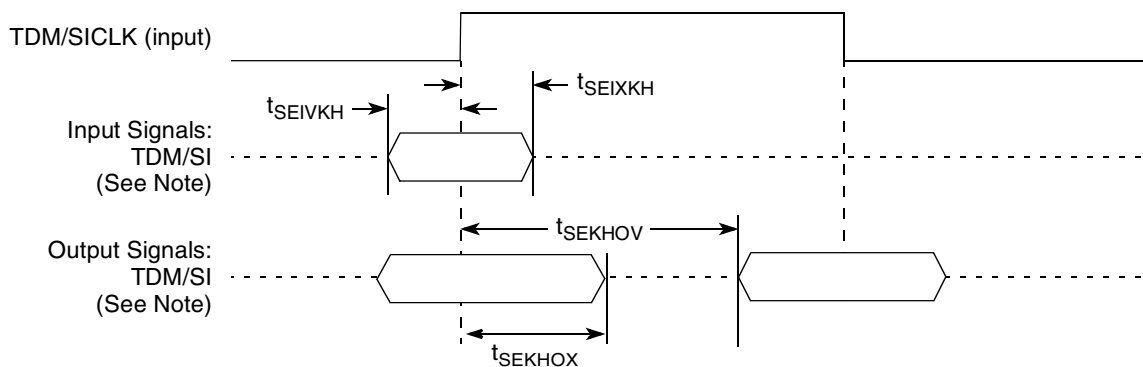 TDM/SICLK (input)
tSEIXKH
tSEIVKH
Input Signals:
TDM/SI
(See Note)
tSEKHOV
Output Signals:
TDM/SI
(See Note)
tSEKHOX